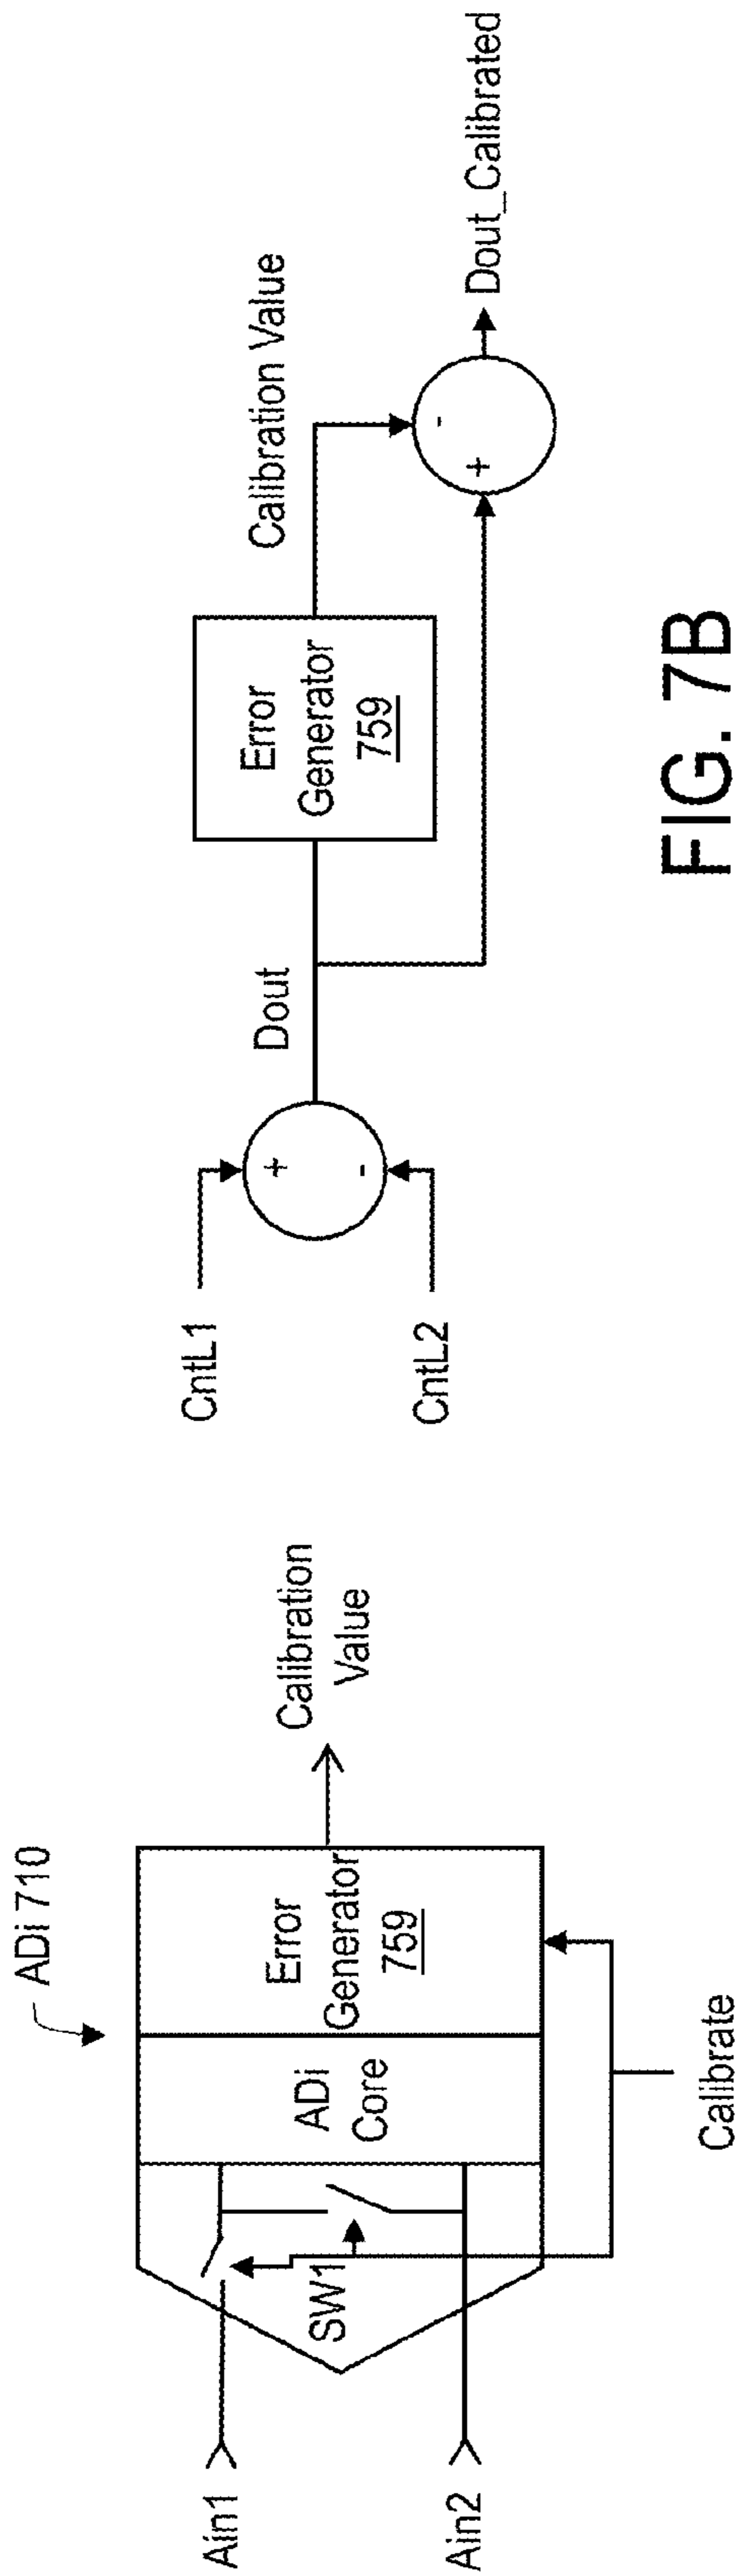 ADi 710
Ain1
Ain2
SW1
ADi
Core
Error
Generator
759
Calibration
Value
Calibrate
CntL1
CntL2
+
-
Dout
Error
Generator
759
Calibration Value
-
+
Dout_Calibrated
FIG. 7B